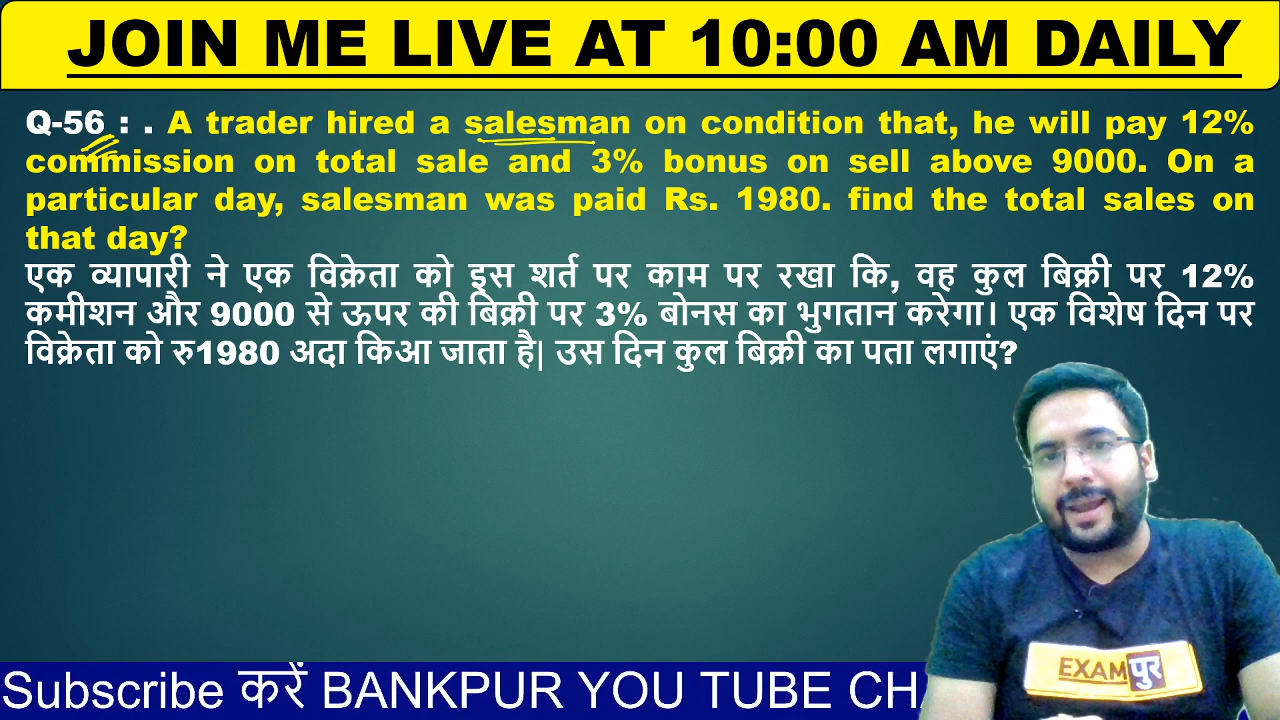 JOIN ME LIVE AT 10:00 AM DAILY
Q-56 : . A trader hired a salesman on condition that, he will pay 12%
commission on total sale and 3% bonus on sell above 9000. On a
particular day, salesman was paid Rs. 1980. find the total sales on
that day?
एक व्यापारी ने एक विक्रेता को इस शर्त पर काम पर रखा कि, वह कुल बिक्री पर 12%
कमीशन और 9000 से ऊपर की बिक्री पर 3% बोनस का भुगतान करेगा। एक विशेष दिन पर
विक्रेता को रु1980 अदा किआ जाता है| उस दिन कुल बिक्री का पता लगाएं?
EXAMपुर
Subscribe करें BANKPUR YOU TUBE CHA